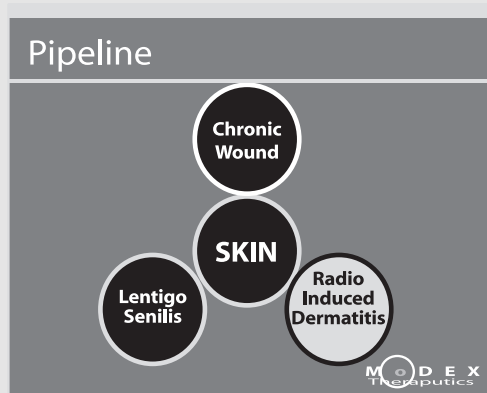 Pipeline
Chronic
Wound
SKIN
Lentigo
Senilis
Radio
Induced
Dermatitis
MODEX
Theraputics